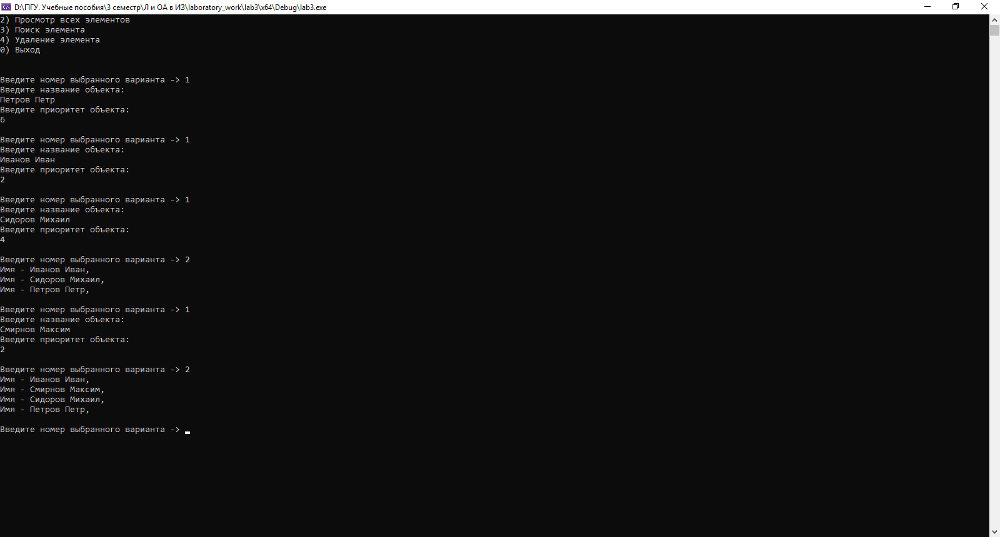 D:\ПГУ. Учебные пособия\3 семестр\Л и ОА в ИЗ\laboratory_work\lab3\x64\Debug\lab3.exe
2) Просмотр всех элементов
3) Поиск элемента
4) Удаление элемента
0) Выход
Введите номер выбранного варианта -> 1
Введите название объекта:
Петров Петр
Введите приоритет объекта:
6
Введите номер выбранного варианта -> 1
Введите название объекта:
Иванов Иван
Введите приоритет объекта:
2
Введите номер выбранного варианта -> 1
Введите название объекта:
Сидоров Михаил
Введите приоритет объекта:
4
Введите номер выбранного варианта -> 2
Имя - Иванов Иван,
Имя - Сидоров Михаил,
Имя - Петров Петр,
Введите номер выбранного варианта -> 1
Введите название объекта:
Смирнов Максим
Введите приоритет объекта:
2
Введите номер выбранного варианта -> 2
Имя - Иванов Иван,
Имя - Смирнов Максим,
Имя - Сидоров Михаил,
Имя - Петров Петр,
Введите номер выбранного варианта ->